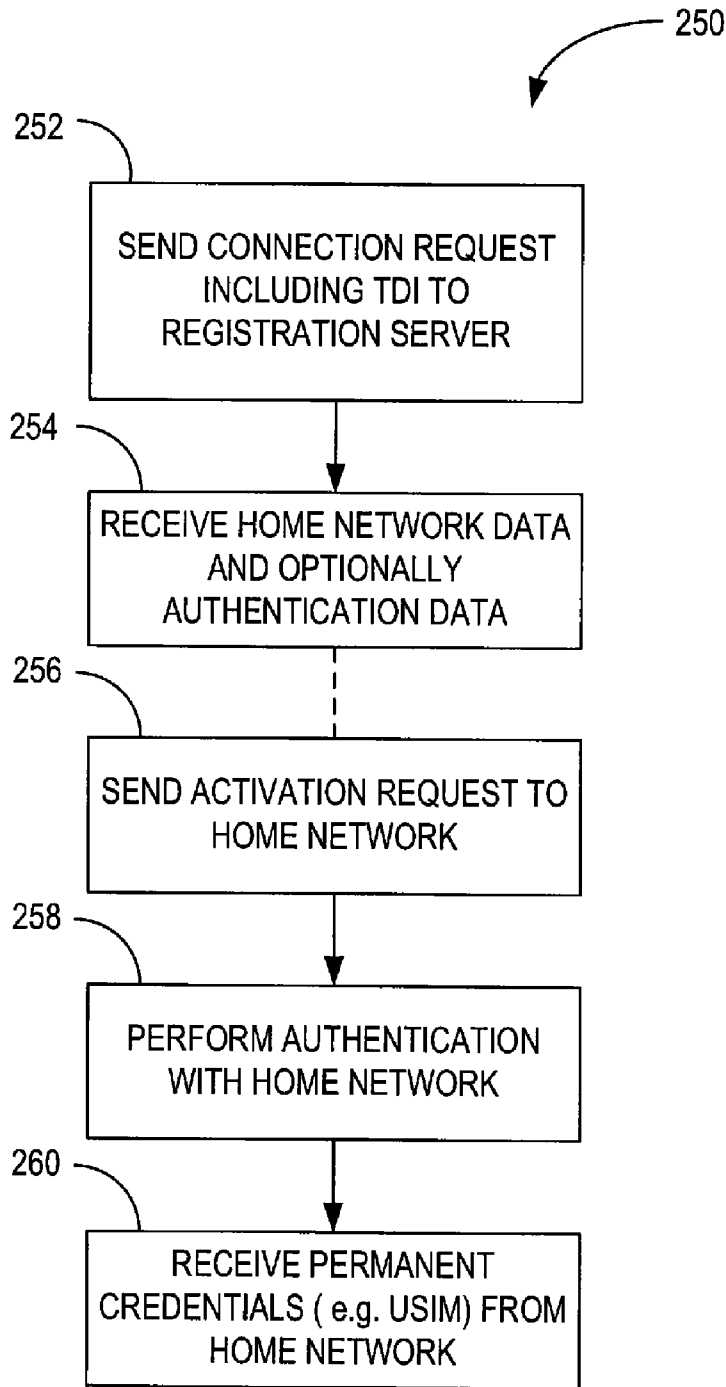 250
252
SEND CONNECTION REQUEST
INCLUDING TDI TO
REGISTRATION SERVER
254
RECEIVE HOME NETWORK DATA
AND OPTIONALLY
AUTHENTICATION DATA
256
SEND ACTIVATION REQUEST TO
HOME NETWORK
258
PERFORM AUTHENTICATION
WITH HOME NETWORK
260
RECEIVE PERMANENT
CREDENTIALS ( e.g. USIM) FROM
HOME NETWORK